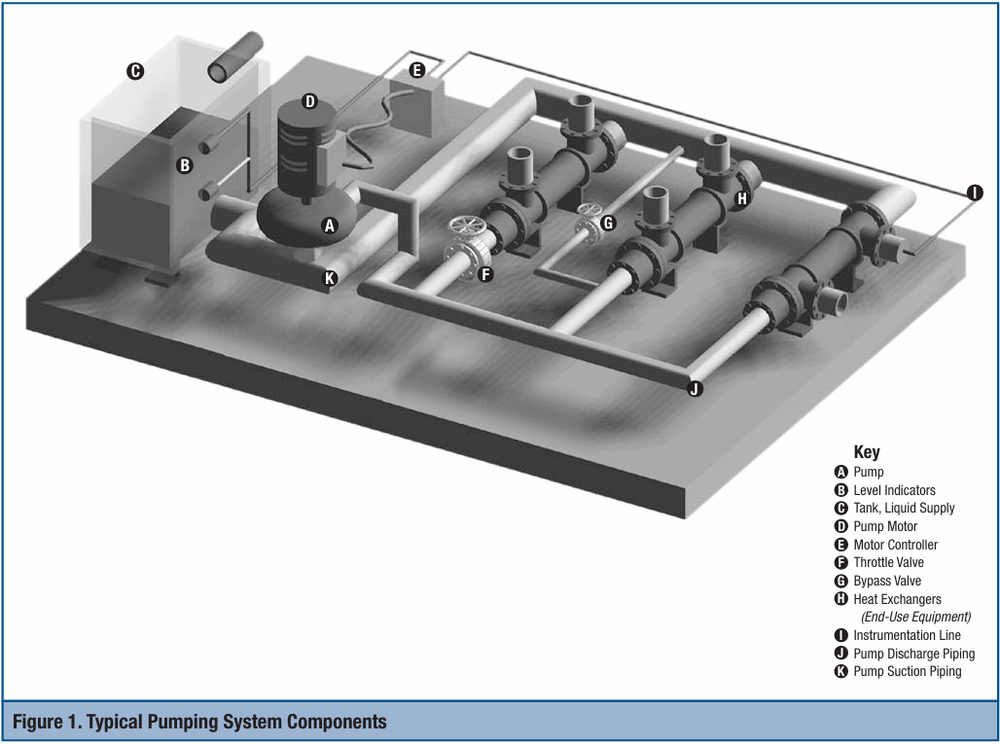 C
E
D
B
I
H
A
G
F
K
J
Key
A Pump
B Level Indicators
C Tank, Liquid Supply
D Pump Motor
E Motor Controller
F Throttle Valve
G Bypass Valve
H Heat Exchangers
(End-Use Equipment)
I Instrumentation Line
J Pump Discharge Piping
K Pump Suction Piping
Figure 1. Typical Pumping System Components